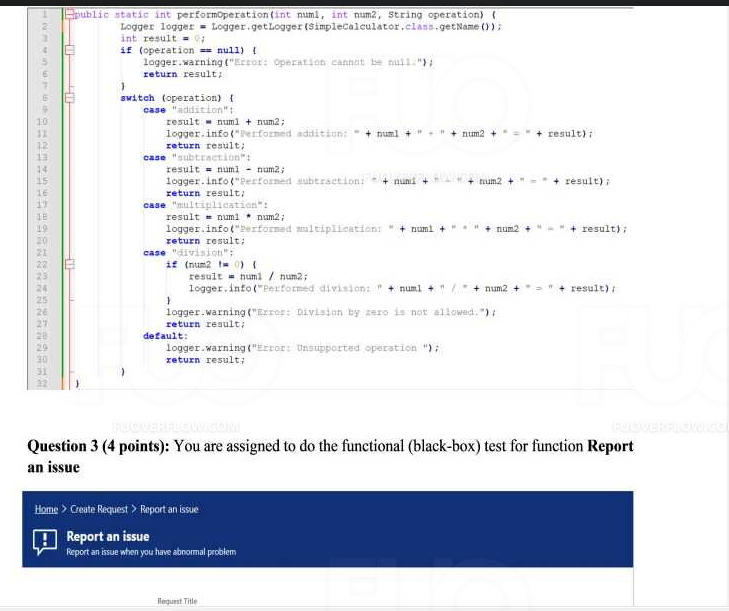 1 public static int performOperation(int num1, int num2, String operation) {
2 Logger logger = Logger.getLogger(SimpleCalculator.class.getName());
3 int result = 0;
4 if (operation == null) {
5 logger.warning("Error: Operation cannot be null.");
6 return result;
7 }
8 switch (operation) {
9 case "addition":
10 result = num1 + num2;
11 logger.info("Performed addition: " + num1 + " + " + num2 + " = " + result);
12 return result;
13 case "subtraction":
14 result = num1 - num2;
15 logger.info("Performed subtraction: " + num1 + " - " + num2 + " = " + result);
16 return result;
17 case "multiplication":
18 result = num1 * num2;
19 logger.info("Performed multiplication: " + num1 + " * " + num2 + " = " + result);
20 return result;
21 case "division":
22 if (num2 != 0) {
23 result = num1 / num2;
24 logger.info("Performed division: " + num1 + " / " + num2 + " = " + result);
25 }
26 logger.warning("Error: Division by zero is not allowed.");
27 return result;
28 default:
29 logger.warning("Error: Unsupported operation ");
30 return result;
31 }
32 }
FUOVERFLOW.COM FUOVERFLOW.CO
Question 3 (4 points): You are assigned to do the functional (black-box) test for function Report
an issue
Home > Create Request > Report an issue
Report an issue
Report an issue when you have abnormal problem
Request Title